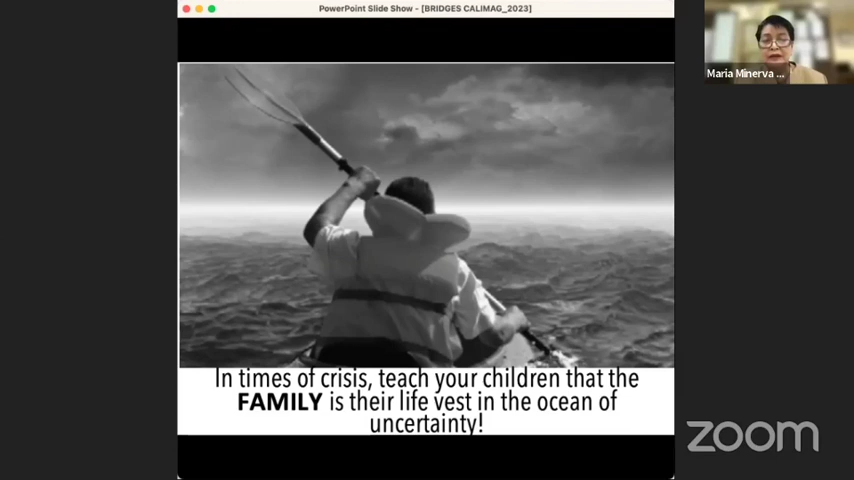 PowerPoint Slide Show - [BRIDGES CALIMAG_2023]
Maria Minerva ...
In times of crisis, teach your children that the
FAMILY is their life vest in the ocean of
uncertainty!
zoom